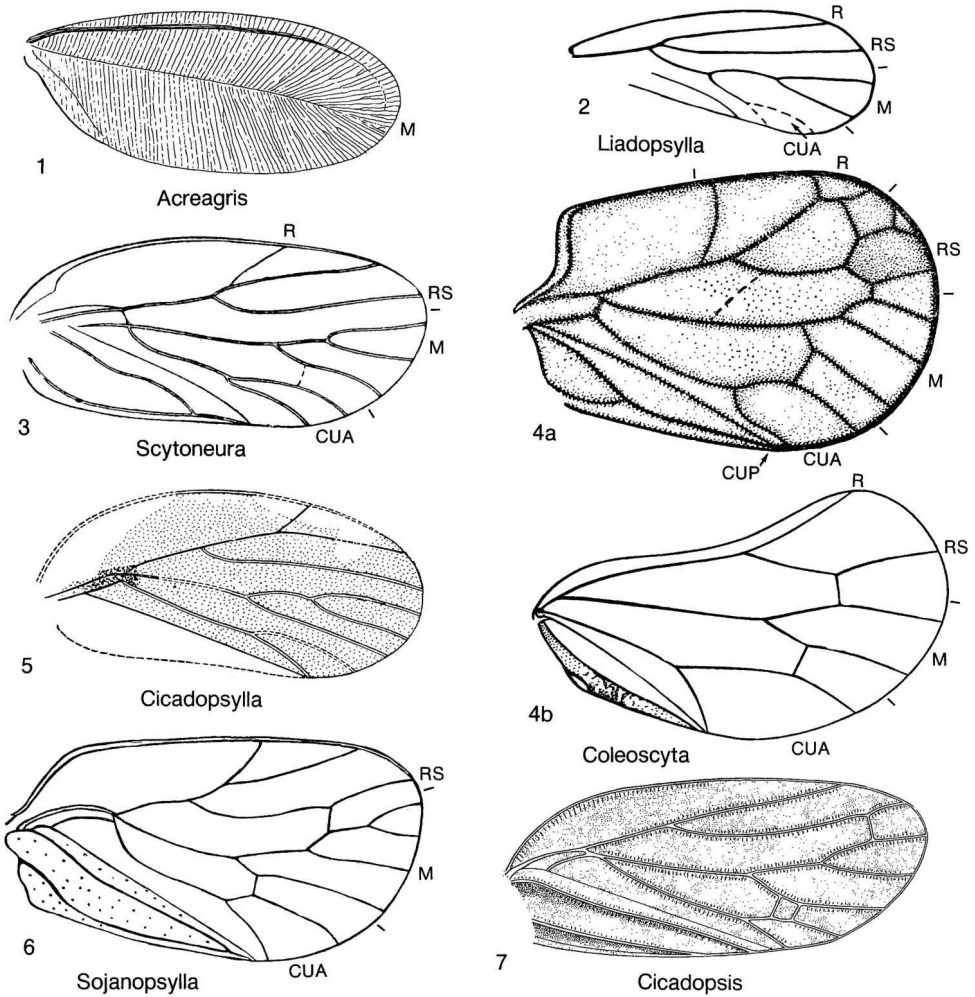 1
M
Acreagris
R
RS
M
2
CUA
Liadopsylla
R
RS
M
3
CUA
Scytoneura
R
RS
M
4a
CUP
CUA
5
Cicadopsylla
R
RS
M
4b
CUA
Coleoscyta
RS
M
6
CUA
Sojanopsylla
7
Cicadopsis